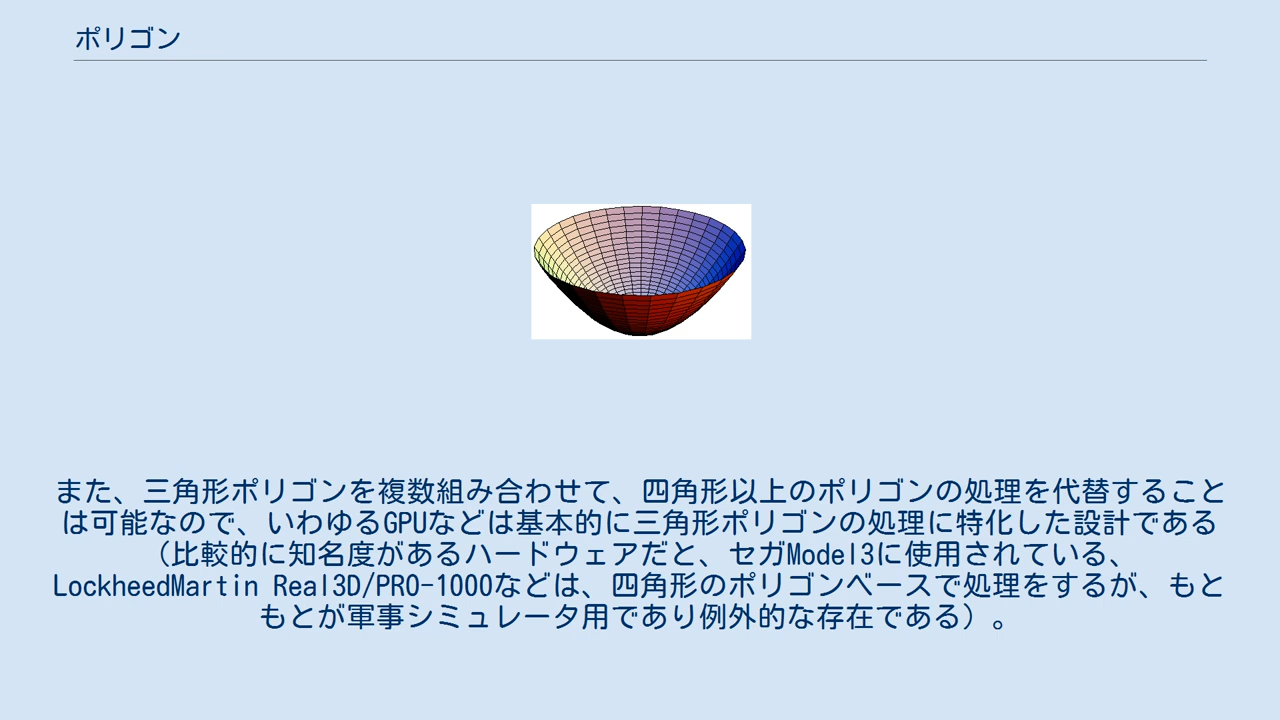 ポリゴン
また、三角形ポリゴンを複数組み合わせて、四角形以上のポリゴンの処理を代替すること
は可能なので、いわゆるGPUなどは基本的に三角形ポリゴンの処理に特化した設計である
（比較的に知名度があるハードウェアだと、セガModel3に使用されている、
LockheedMartin Real3D/PRO-1000などは、四角形のポリゴンベースで処理をするが、もと
もとが軍事シミュレータ用であり例外的な存在である）。